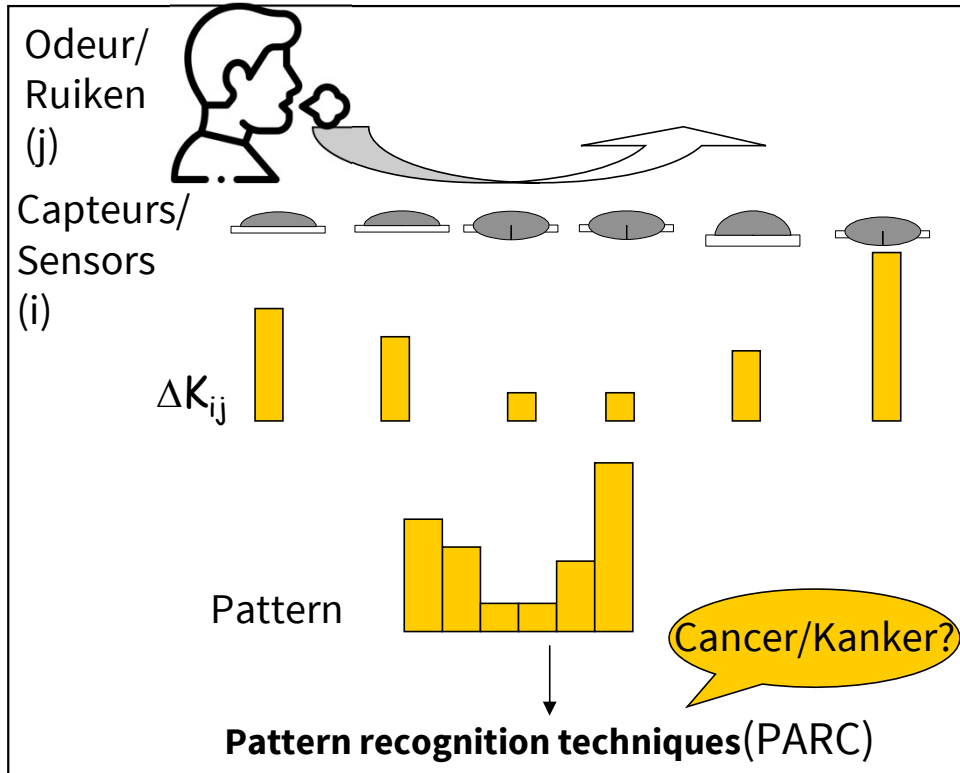 Odeur/
Ruiken
(j)
Capteurs/
Sensors
(i)
ΔKij
Pattern
Cancer/Kanker?
Pattern recognition techniques(PARC)